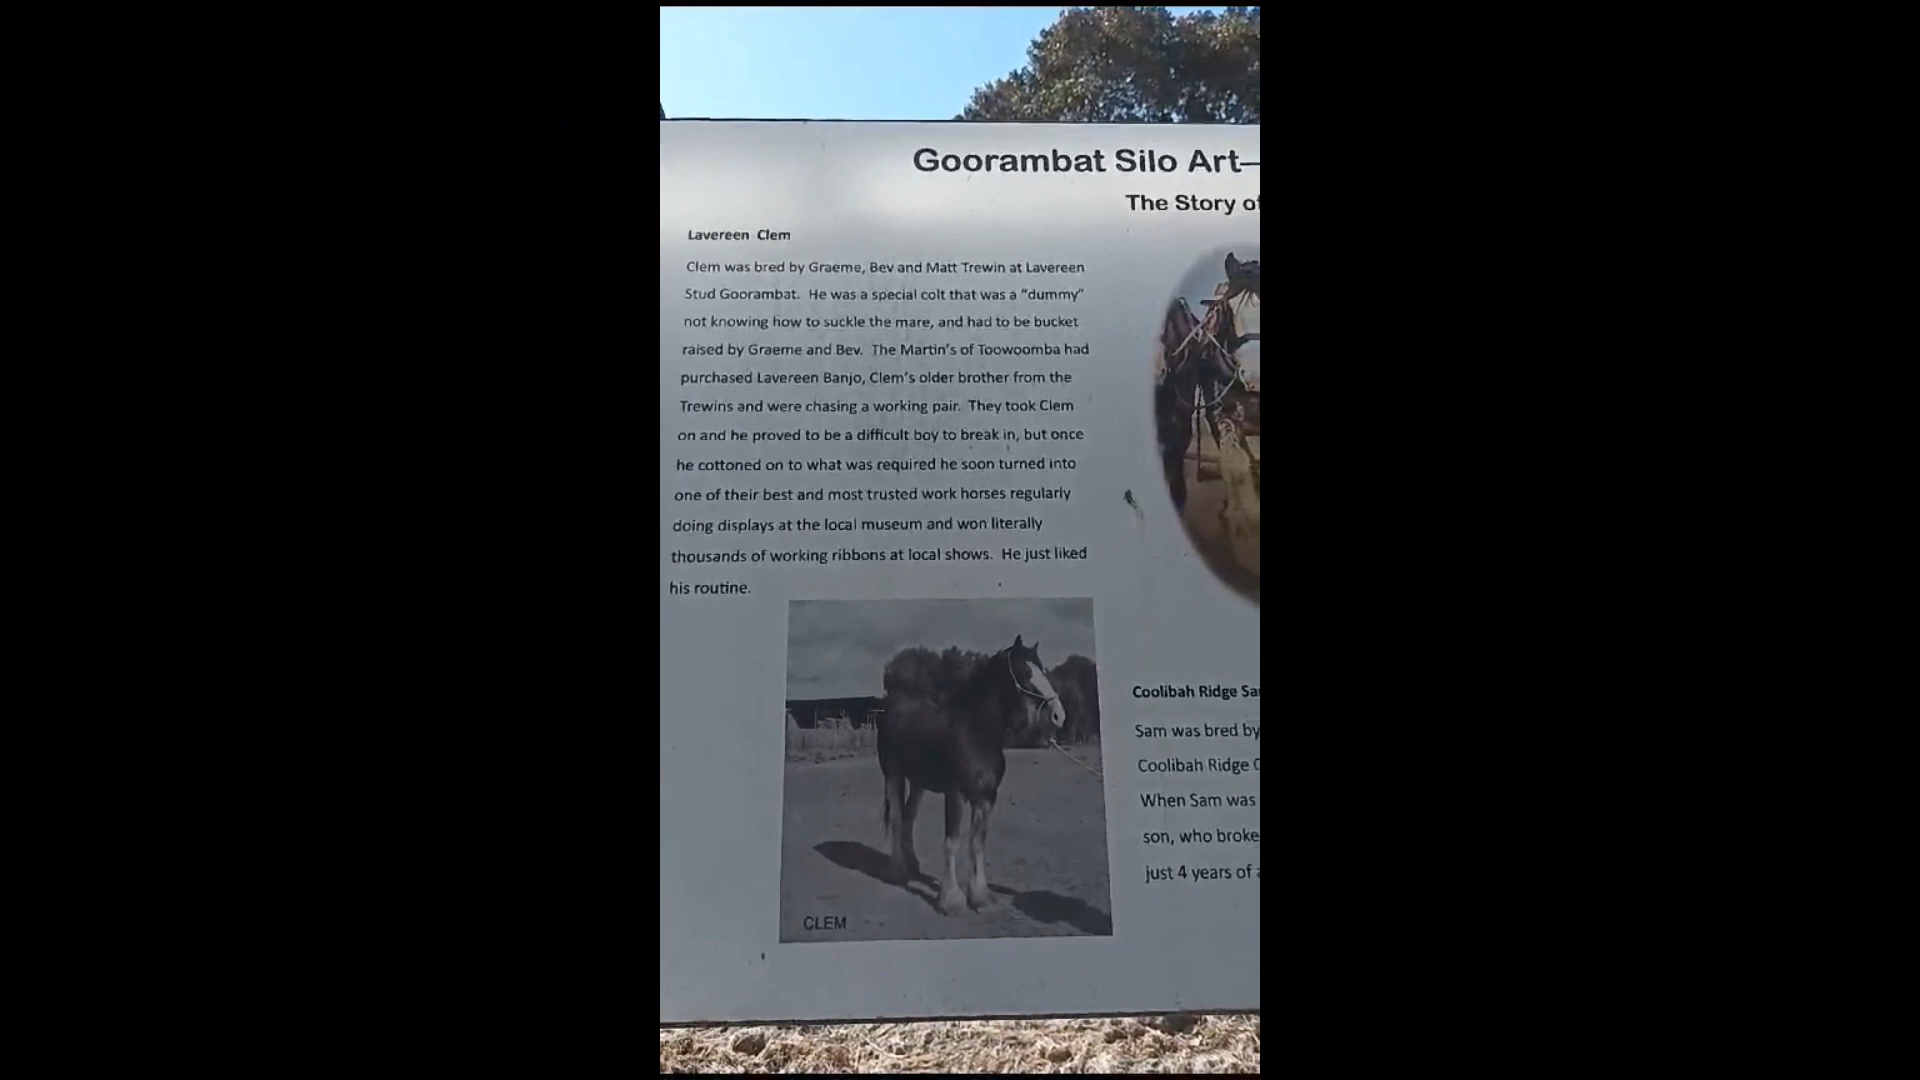 Goorambat Silo Art—
The Story of
Lavereen Clem
Clem was bred by Graeme, Bev and Matt Trewin at Lavereen
Stud Goorambat. He was a special colt that was a “dummy”
not knowing how to suckle the mare, and had to be bucket
raised by Graeme and Bev. The Martin's of Toowoomba had
purchased Lavereen Banjo, Clem's older brother from the
Trewins and were chasing a working pair. They took Clem
on and he proved to be a difficult boy to break in, but once
he cottoned on to what was required he soon turned into
one of their best and most trusted work horses regularly
doing displays at the local museum and won literally
thousands of working ribbons at local shows. He just liked
his routine.
CLEM
Coolibah Ridge
Sam was bred by
Coolibah Ridge
When Sam was
son, who broke
just 4 years of